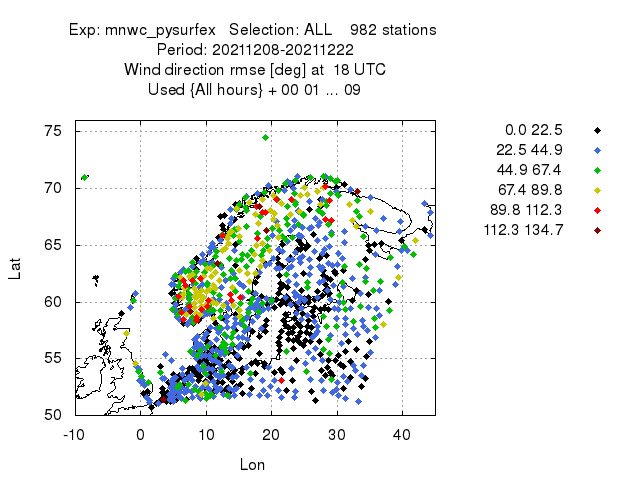 Exp: mnwc_pysurfex   Selection: ALL    982 stations
Period: 20211208-20211222
Wind direction rmse [deg] at  18 UTC
Used {All hours} + 00 01 ... 09
0.0 22.5
22.5 44.9
44.9 67.4
67.4 89.8
89.8 112.3
112.3 134.7
75
70
65
60
55
50
Lat
-10 0 10 20 30 40
Lon